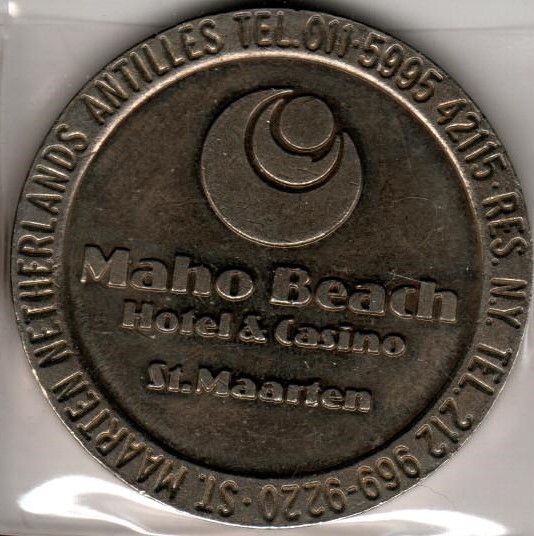 Maho Beach
Hotel & Casino
St. Maarten
ST. MAARTEN NETHERLANDS ANTILLES TEL. 011-5995 42115 · RES. N.Y. TEL. 212 969-9220 ·